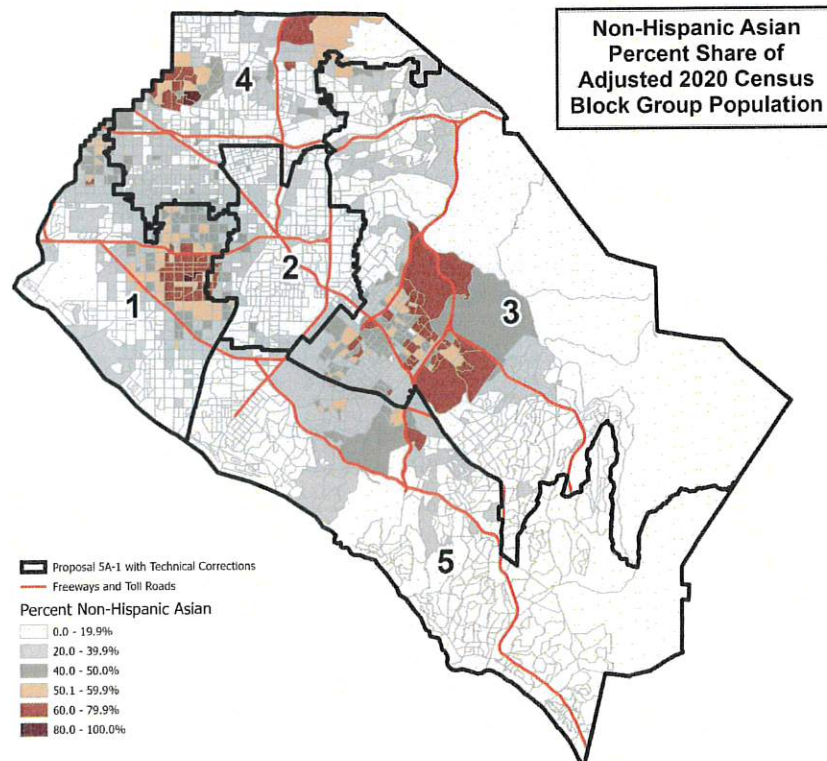 Non-Hispanic Asian
Percent Share of
Adjusted 2020 Census
Block Group Population
4
2
3
1
5
Proposal 5A-1 with Technical Corrections
Freeways and Toll Roads
Percent Non-Hispanic Asian
0.0 - 19.9%
20.0 - 39.9%
40.0 - 50.0%
50.1 - 59.9%
60.0 - 79.9%
80.0 - 100.0%